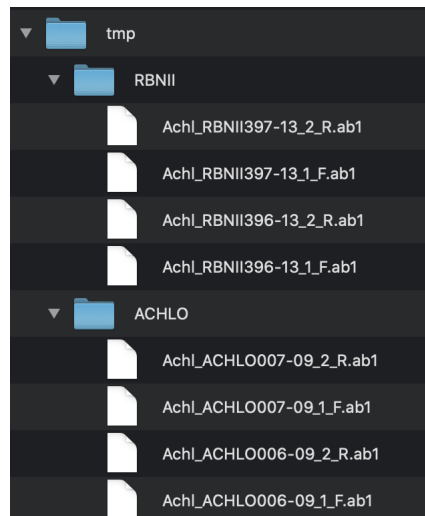 tmp
RBNII
Achl_RBNII397-13_2_R.ab1
Achl_RBNII397-13_1_F.ab1
Achl_RBNII396-13_2_R.ab1
Achl_RBNII396-13_1_F.ab1
ACHLO
Achl_ACHLO007-09_2_R.ab1
Achl_ACHLO007-09_1_F.ab1
Achl_ACHLO006-09_2_R.ab1
Achl_ACHLO006-09_1_F.ab1